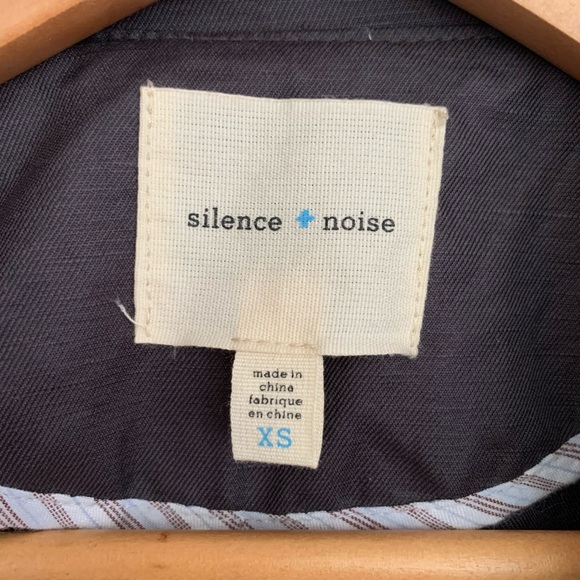 silence + noise
made in
china
fabrique
en chine
XS